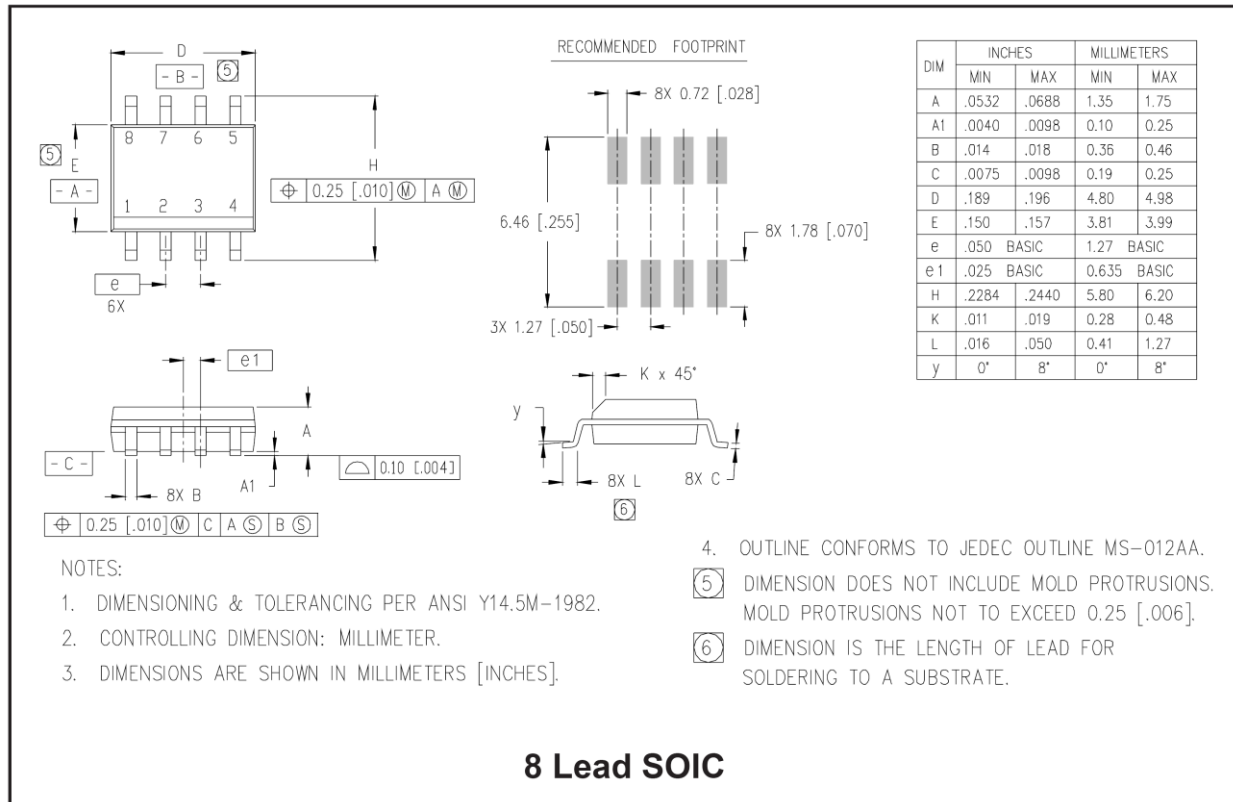 D
- B -
5
8 7 6 5
5
E
- A -
H
⌖ 0.25 [.010] Ⓜ A Ⓜ
1 2 3 4
e
6X
RECOMMENDED FOOTPRINT
8X 0.72 [.028]
6.46 [.255]
8X 1.78 [.070]
3X 1.27 [.050]
DIM INCHES MILLIMETERS
MIN MAX MIN MAX
A .0532 .0688 1.35 1.75
A1 .0040 .0098 0.10 0.25
B .014 .018 0.36 0.46
C .0075 .0098 0.19 0.25
D .189 .196 4.80 4.98
E .150 .157 3.81 3.99
e .050 BASIC 1.27 BASIC
e1 .025 BASIC 0.635 BASIC
H .2284 .2440 5.80 6.20
K .011 .019 0.28 0.48
L .016 .050 0.41 1.27
y 0° 8° 0° 8°
e1
A
- C -
A1
8X B
⌓ 0.10 [.004]
⌖ 0.25 [.010] Ⓜ C A Ⓢ B Ⓢ
K x 45°
y
8X L
6
8X C
NOTES:
1. DIMENSIONING & TOLERANCING PER ANSI Y14.5M-1982.
2. CONTROLLING DIMENSION: MILLIMETER.
3. DIMENSIONS ARE SHOWN IN MILLIMETERS [INCHES].
4. OUTLINE CONFORMS TO JEDEC OUTLINE MS-012AA.
5 DIMENSION DOES NOT INCLUDE MOLD PROTRUSIONS.
MOLD PROTRUSIONS NOT TO EXCEED 0.25 [.006].
6 DIMENSION IS THE LENGTH OF LEAD FOR
SOLDERING TO A SUBSTRATE.
8 Lead SOIC